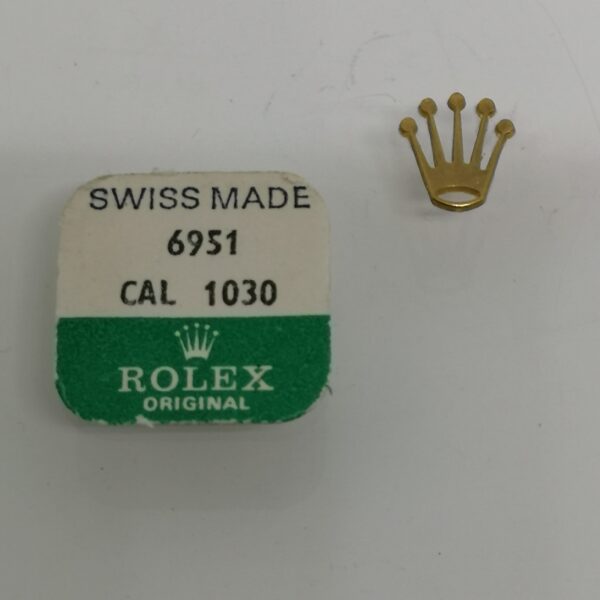 SWISS MADE
6951
CAL 1030
ROLEX
ORIGINAL